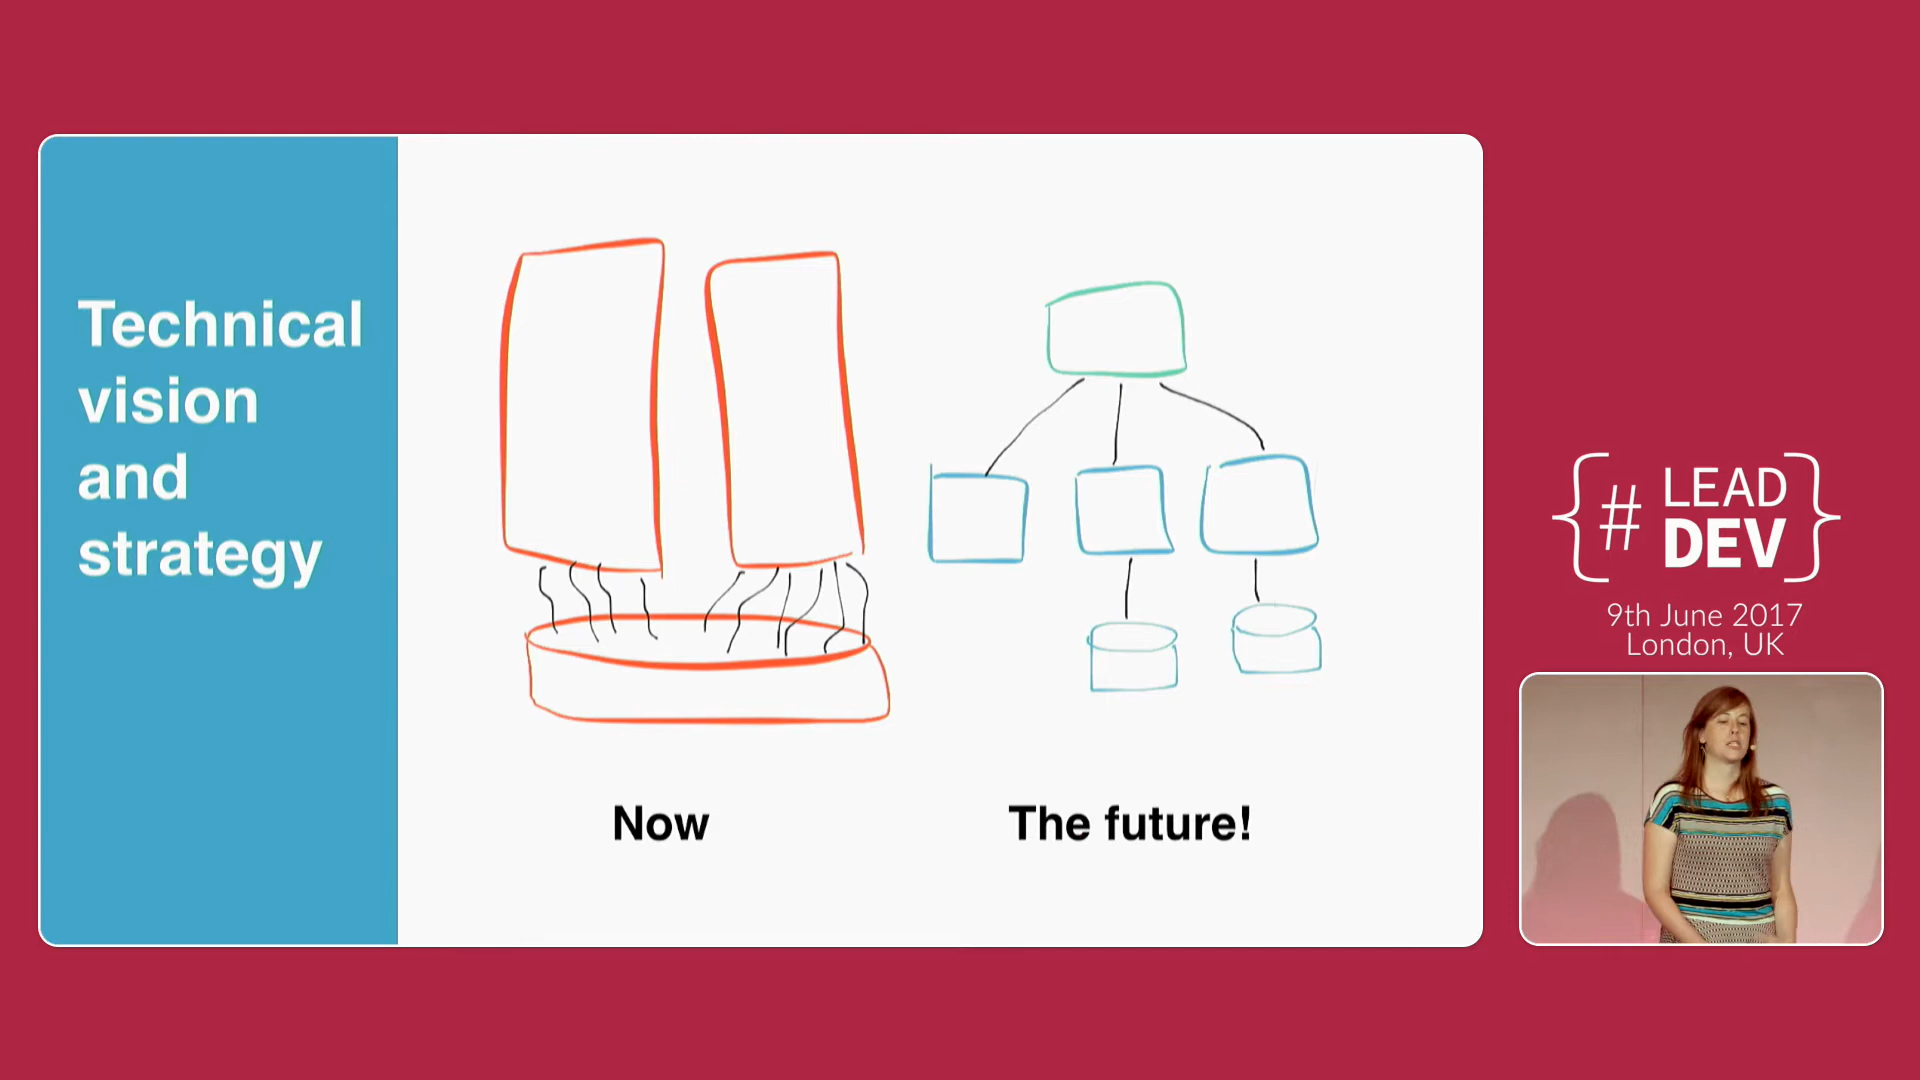 Technical
vision
and
strategy
Now
The future!
# LEAD
DEV
9th June 2017
London, UK